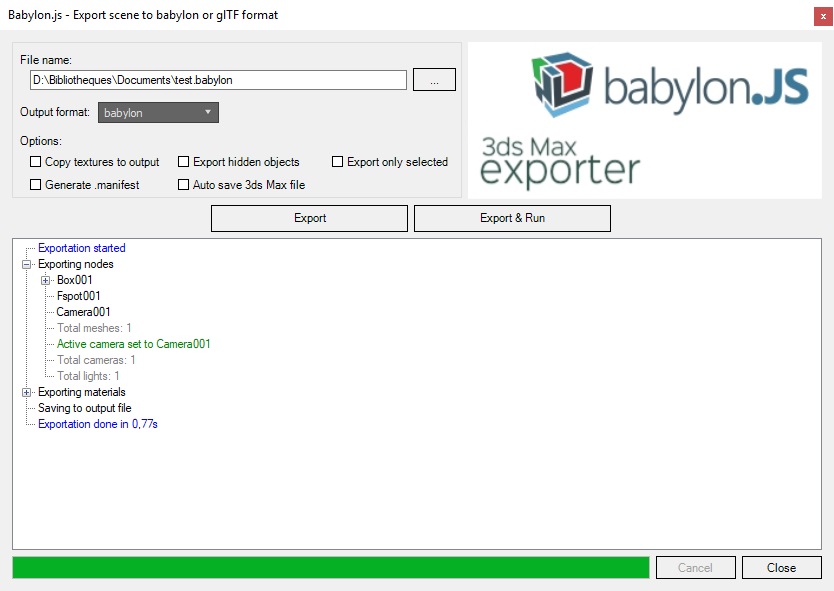 Babylon.js - Export scene to babylon or glTF format
x
File name:
D:\Bibliotheques\Documents\test.babylon
...
Output format: babylon
Options:
Copy textures to output Export hidden objects Export only selected
Generate .manifest Auto save 3ds Max file
babylon.JS
3ds Max
exporter
Export Export & Run
Exportation started
Exporting nodes
Box001
Fspot001
Camera001
Total meshes: 1
Active camera set to Camera001
Total cameras: 1
Total lights: 1
Exporting materials
Saving to output file
Exportation done in 0,77s
Cancel Close